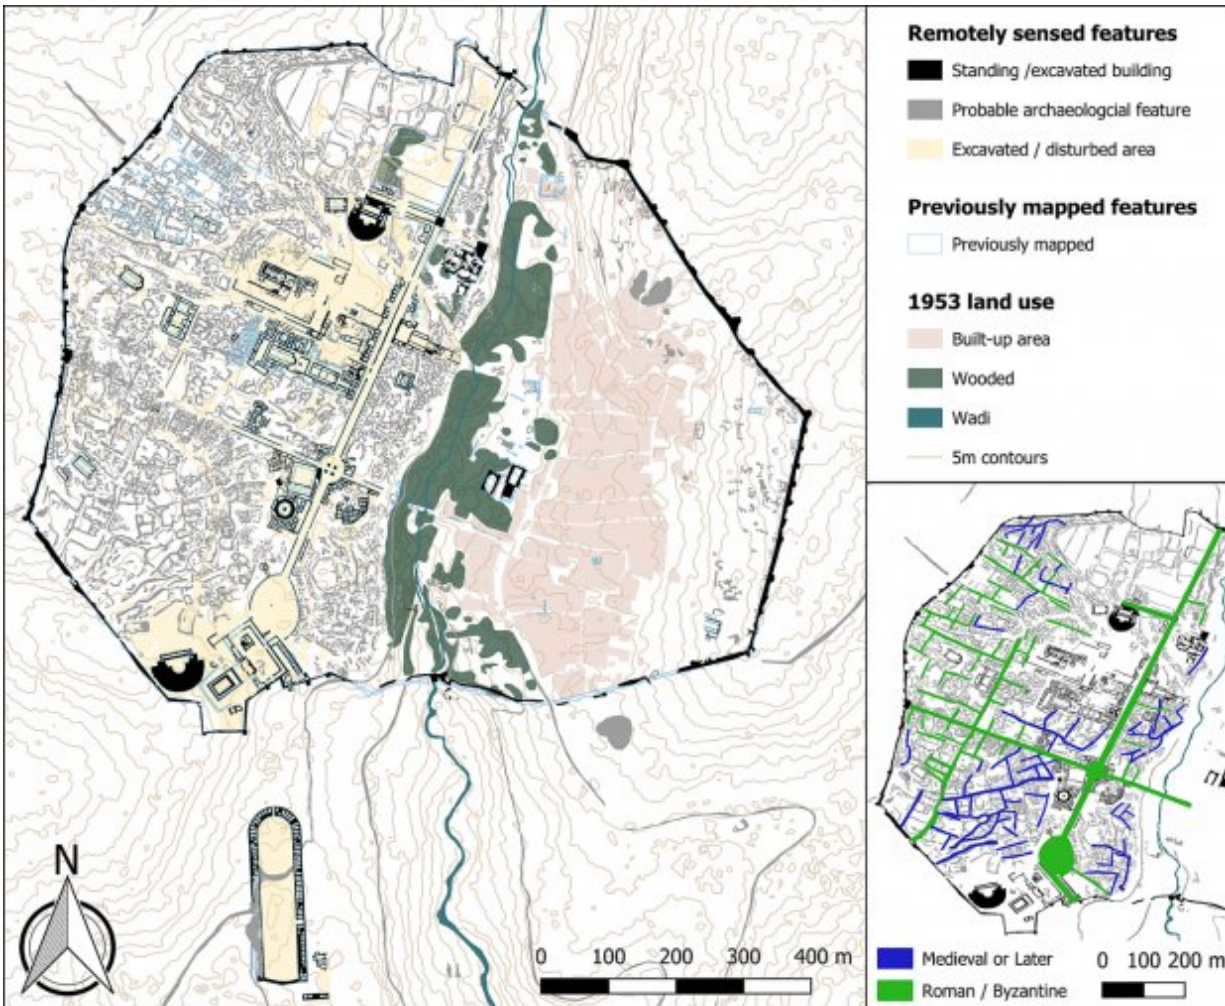 Remotely sensed features
Standing /excavated building
Probable archaeologcial feature
Excavated / disturbed area
Previously mapped features
Previously mapped
1953 land use
Built-up area
Wooded
Wadi
5m contours
N
0 100 200 300 400 m
Medieval or Later
0 100 200 m
Roman / Byzantine